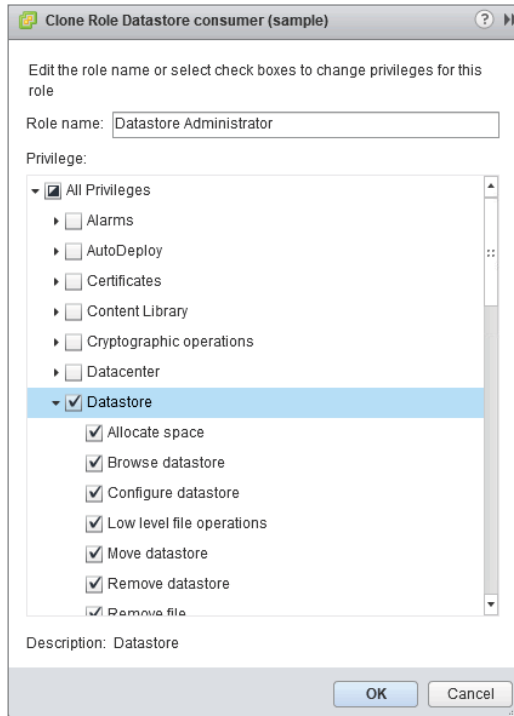 Clone Role Datastore consumer (sample)
?
Edit the role name or select check boxes to change privileges for this
role
Role name: Datastore Administrator
Privilege:
All Privileges
Alarms
AutoDeploy
Certificates
Content Library
Cryptographic operations
Datacenter
Datastore
Allocate space
Browse datastore
Configure datastore
Low level file operations
Move datastore
Remove datastore
Remove file
Description: Datastore
OK Cancel